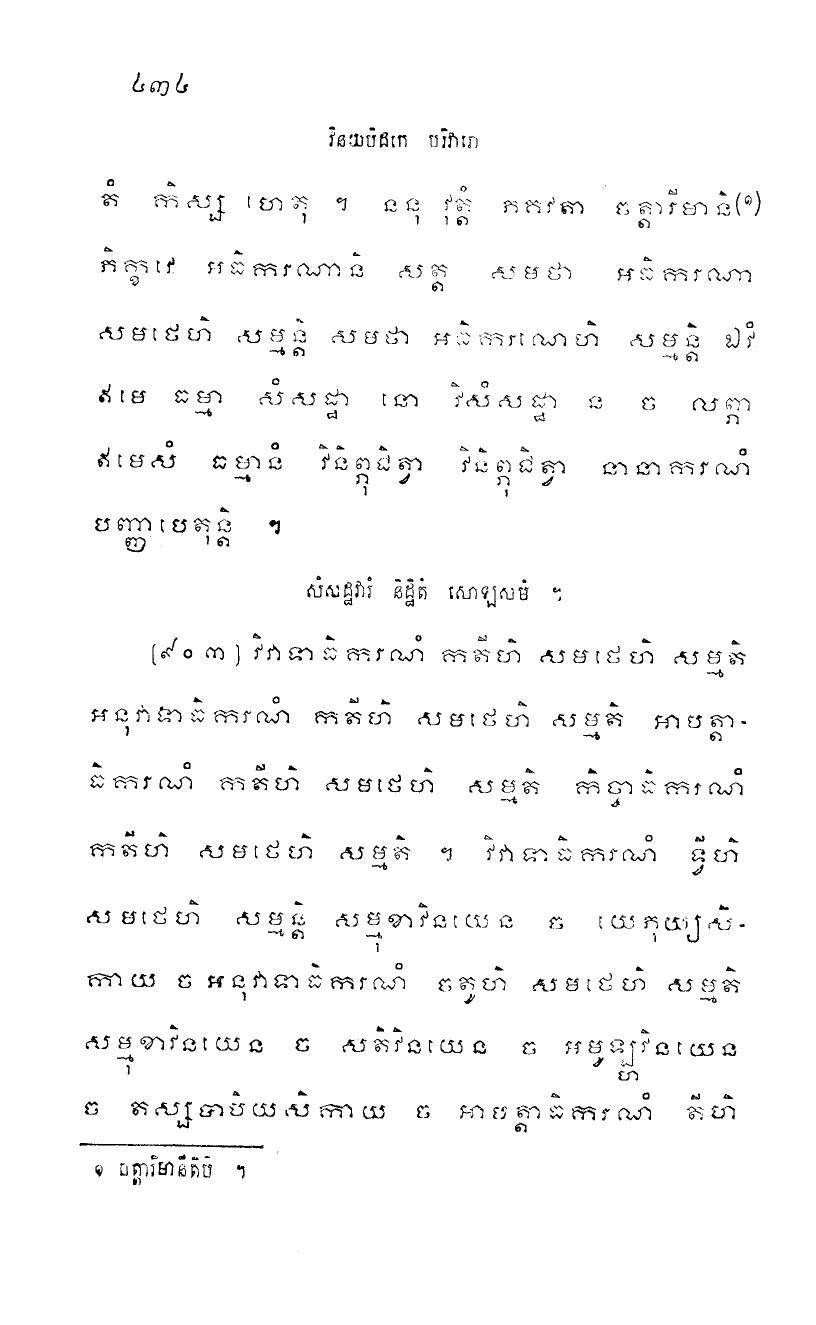 ៤៣៤
វិនយបិដកេ បរិវារោ
តំ កិស្ស ហេតុ ។ ននុ វុត្តំ ភគវតា ចត្តារីមានិ(១)
ភិក្ខវេ អធិករណានិ សត្ត សមថា អធិករណា
សមថេហិ សម្មន្តិ សមថា អធិករណេហិ សម្មន្តិ ឯវំ
ឥមេ ធម្មា សំសដ្ឋា នោ វិសំសដ្ឋា ន ច លព្ភា
ឥមេសំ ធម្មានំ វិនិព្ភុជិត្វា វិនិព្ភុជិត្វា នានាករណំ
បញ្ញាបេតុន្តិ ។
សំសដ្ឋវារំ និដ្ឋិតំ សោឡសមំ ។
[៩០៣] វិវាទាធិករណំ កតីហិ សមថេហិ សម្មតិ
អនុវាទាធិករណំ កតីហិ សមថេហិ សម្មតិ អាបត្តា-
ធិករណំ កតីហិ សមថេហិ សម្មតិ កិច្ចាធិករណំ
កតីហិ សមថេហិ សម្មតិ ។ វិវាទាធិករណំ ទ្វីហិ
សមថេហិ សម្មន្តិ សម្មុខាវិនយេន ច យេភុយ្យសិ-
កាយ ច អនុវាទាធិករណំ ចតូហិ សមថេហិ សម្មតិ
សម្មុខាវិនយេន ច សតិវិនយេន ច អមូឡ្ហវិនយេន
ច តស្សបាបិយសិកាយ ច អាបត្តាធិករណំ តីហិ
១ ចត្តារិមានីតិបិ ។